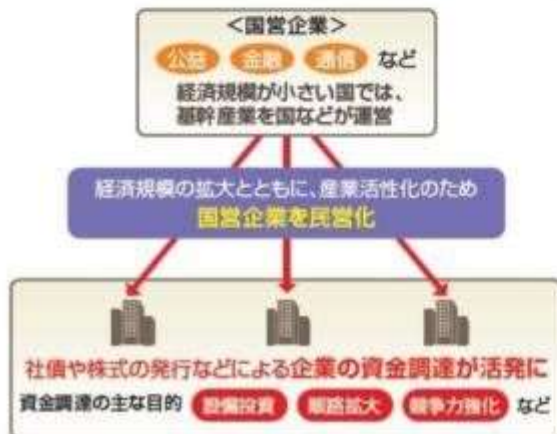 <国営企業>
公益 金融 通信 など
経済規模が小さい国では、
基幹産業を国などが運営
経済規模の拡大とともに、産業活性化のため
国営企業を民営化
社債や株式の発行などによる企業の資金調達が活発に
資金調達の主な目的 設備投資 販路拡大 競争力強化 など